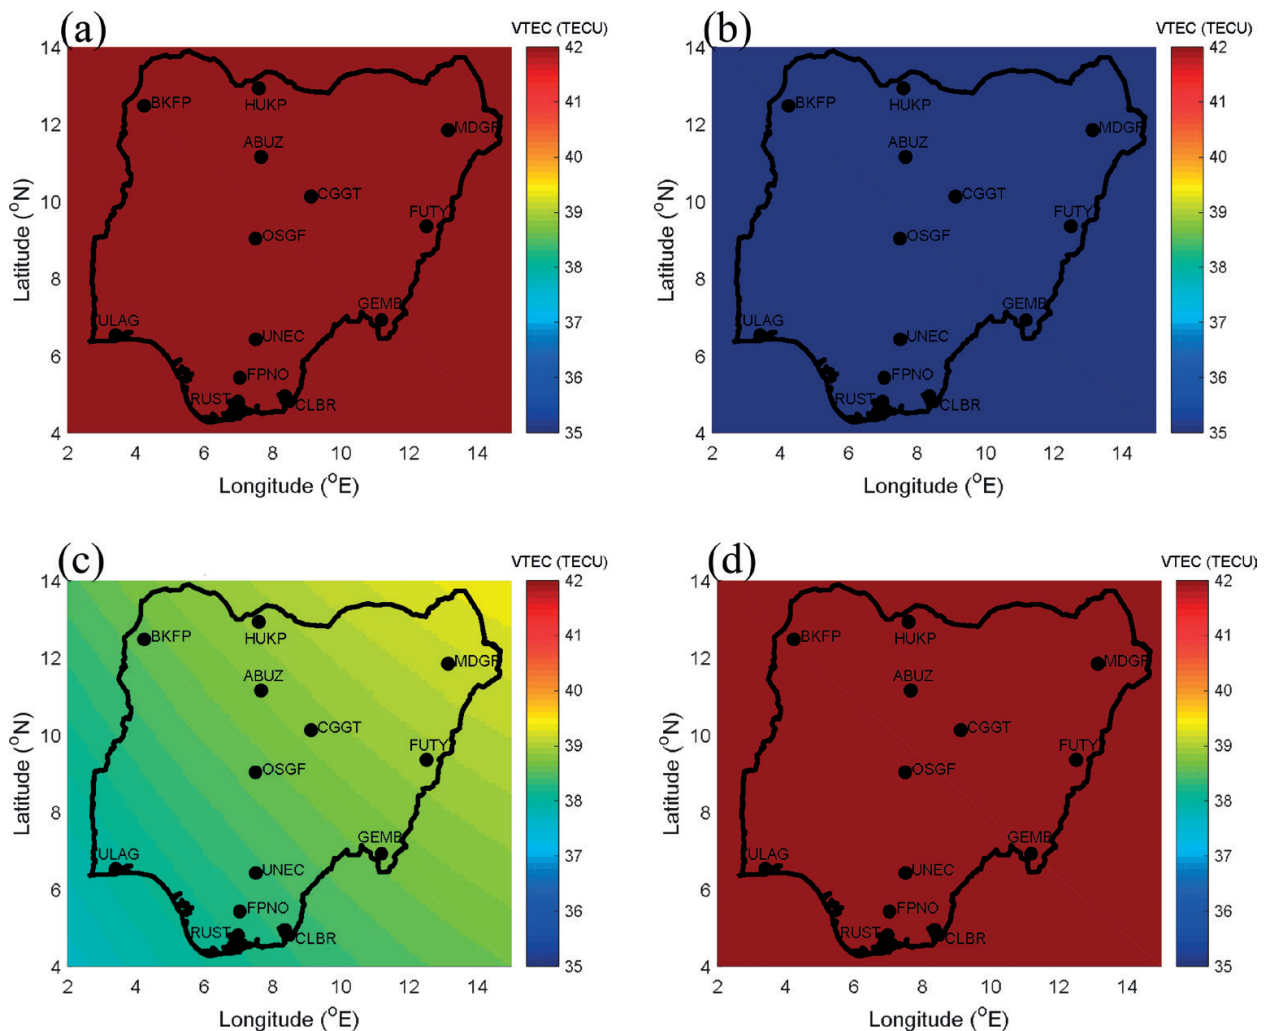 (a)
VTEC (TECU)
14
12
10
8
6
4
2 4 6 8 10 12 14
Latitude (°N)
Longitude (°E)
BKFP
HUKP
MDGF
ABUZ
CGGT
FUTY
OSGF
GEMB
ULAG
UNEC
FPNO
RUST
CLBR
42
41
40
39
38
37
36
35
(b)
VTEC (TECU)
14
12
10
8
6
4
2 4 6 8 10 12 14
Latitude (°N)
Longitude (°E)
BKFP
HUKP
MDGF
ABUZ
CGGT
FUTY
OSGF
GEMB
ULAG
UNEC
FPNO
RUST
CLBR
42
41
40
39
38
37
36
35
(c)
VTEC (TECU)
14
12
10
8
6
4
2 4 6 8 10 12 14
Latitude (°N)
Longitude (°E)
BKFP
HUKP
MDGF
ABUZ
CGGT
FUTY
OSGF
GEMB
ULAG
UNEC
FPNO
RUST
CLBR
42
41
40
39
38
37
36
35
(d)
VTEC (TECU)
14
12
10
8
6
4
2 4 6 8 10 12 14
Latitude (°N)
Longitude (°E)
BKFP
HUKP
MDGF
ABUZ
CGGT
FUTY
OSGF
GEMB
ULAG
UNEC
FPNO
RUST
CLBR
42
41
40
39
38
37
36
35